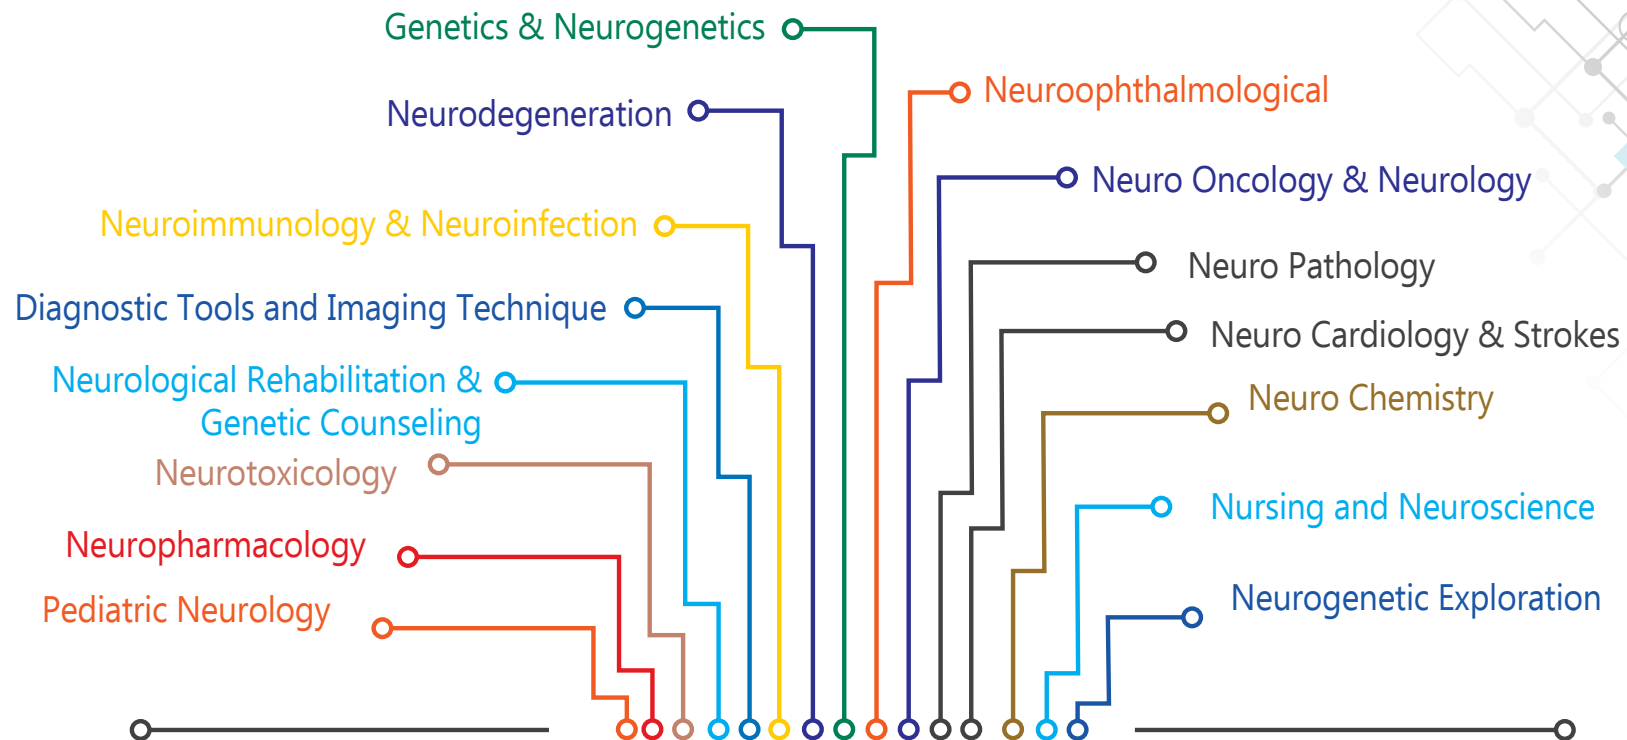 Genetics & Neurogenetics
Neurodegeneration
Neuroimmunology & Neuroinfection
Diagnostic Tools and Imaging Technique
Neurological Rehabilitation &
Genetic Counseling
Neurotoxicology
Neuropharmacology
Pediatric Neurology
Neuroophthalmological
Neuro Oncology & Neurology
Neuro Pathology
Neuro Cardiology & Strokes
Neuro Chemistry
Nursing and Neuroscience
Neurogenetic Exploration